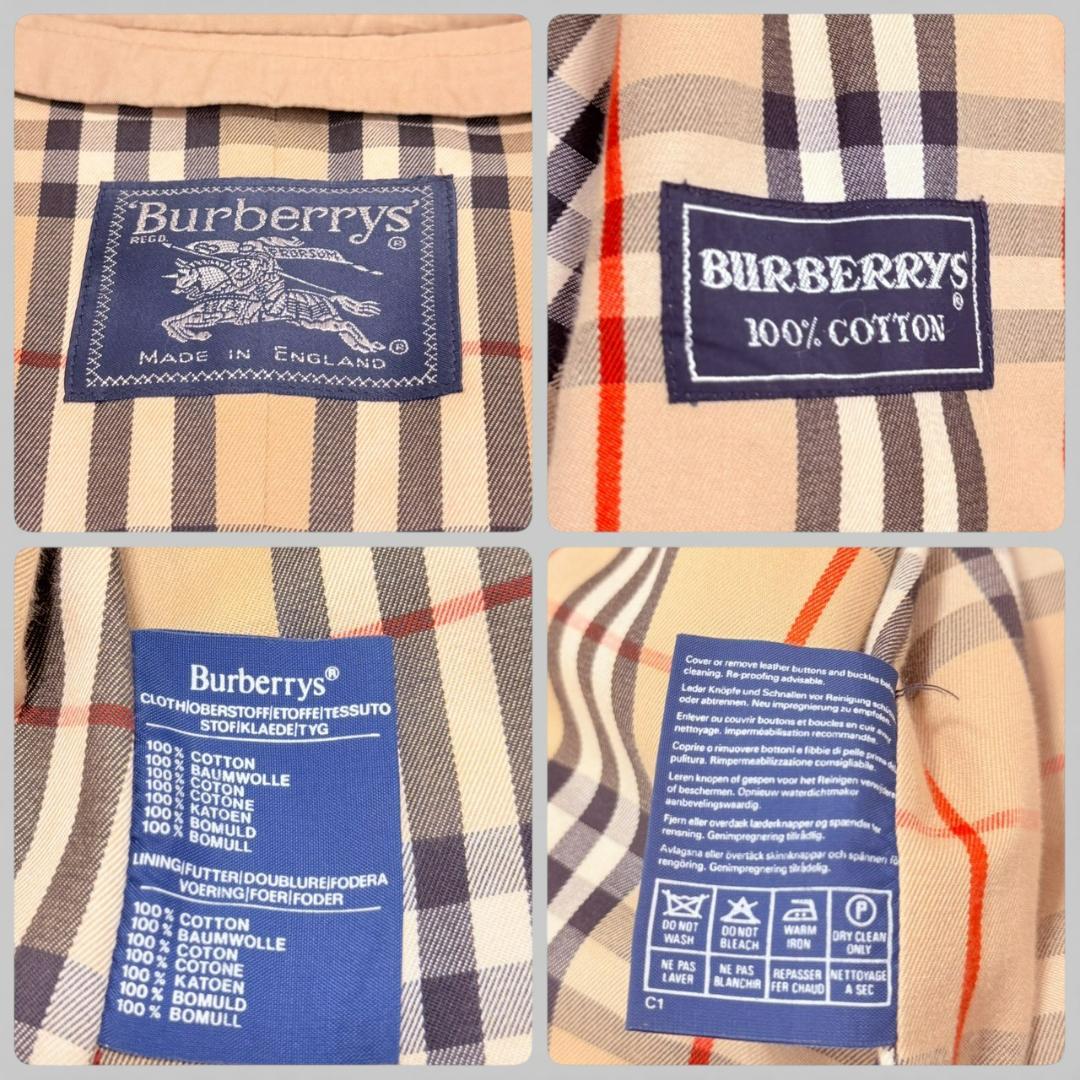 'Burberrys'
REGD.
®
PRORSUM
MADE IN ENGLAND
®
BURBERRYS
®
100% COTTON
Burberrys®
CLOTH/OBERSTOFF/ETOFFE/TESSUTO
STOF/KLAEDE/TYG
100% COTTON
100% BAUMWOLLE
100% COTON
100% COTONE
100% KATOEN
100% BOMULD
100% BOMULL
LINING/FUTTER/DOUBLURE/FODERA
VOERING/FOER/FODER
100% COTTON
100% BAUMWOLLE
100% COTON
100% COTONE
100% KATOEN
100% BOMULD
100% BOMULL
Cover or remove leather buttons and buckles
cleaning. Re-proofing advisable.
Leder Knöpfe und Schnallen vor Reinigung
oder abtrennen. Neu impregnierung zu
Enlever ou couvrir boutons et boucles en cuir
nettoyage. Imperméabilisation recommandée.
Coprire o rimuovere bottoni e fibbie di pelle prima
pulitura. Rimpermeabilizzazione consigliabile.
Leren knopen of gespen voor het Reinigen
of beschermen. Opnieuw waterdichtmaken
aanbevelingswaardig.
Fjern eller overdæk læderknapper og spænder før
rensning. Genimpregnering tilrådlig.
Avlagsna eller övertäck skinnknappar och spännen
rengöring. Genimpregnering tilrådelig.
DO NOT
WASH
DO NOT
BLEACH
WARM
IRON
P
DRY CLEAN
ONLY
NE PAS
LAVER
NE PAS
BLANCHIR
REPASSER
FER CHAUD
NETTOYAGE
A SEC
C1